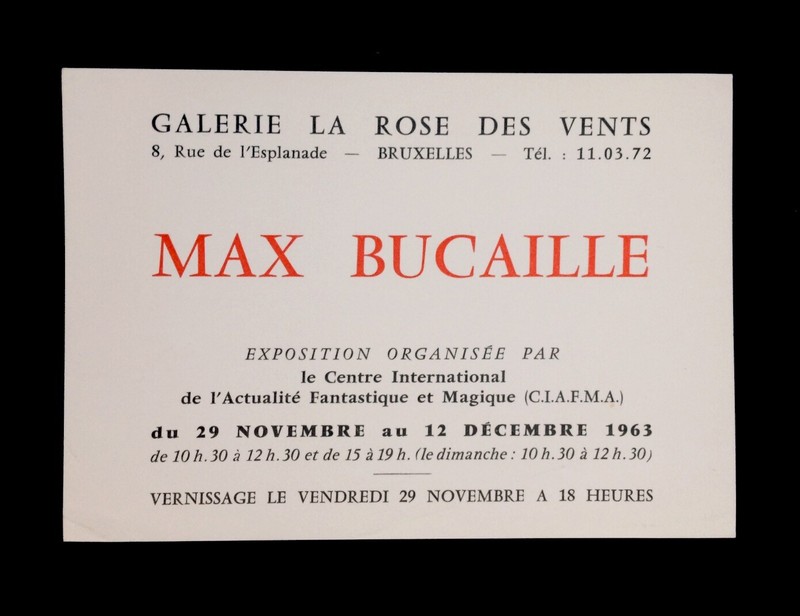 GALERIE LA ROSE DES VENTS
8, Rue de l'Esplanade — BRUXELLES — Tél. : 11.03.72
MAX BUCAILLE
EXPOSITION ORGANISÉE PAR
le Centre International
de l'Actualité Fantastique et Magique (C.I.A.F.M.A.)
du 29 NOVEMBRE au 12 DÉCEMBRE 1963
de 10 h. 30 à 12 h. 30 et de 15 à 19 h. (le dimanche : 10 h. 30 à 12 h. 30)
VERNISSAGE LE VENDREDI 29 NOVEMBRE A 18 HEURES